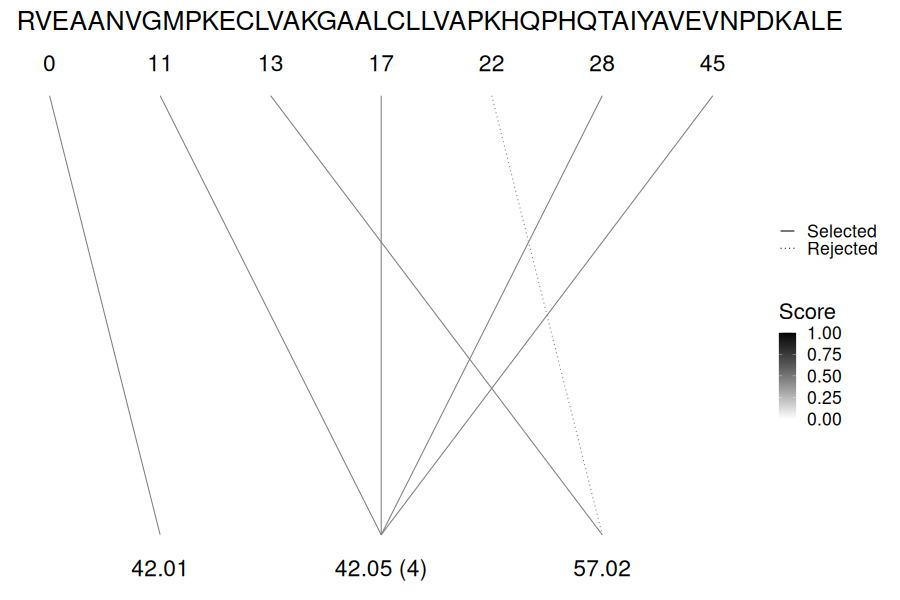 RVEAANVGMPKECLVAKGAALCLLVAPKHQPHQTAIYAVEVNPDKALE
0 11 13 17 22 28 45
Selected
Rejected
Score
1.00
0.75
0.50
0.25
0.00
42.01 42.05 (4) 57.02